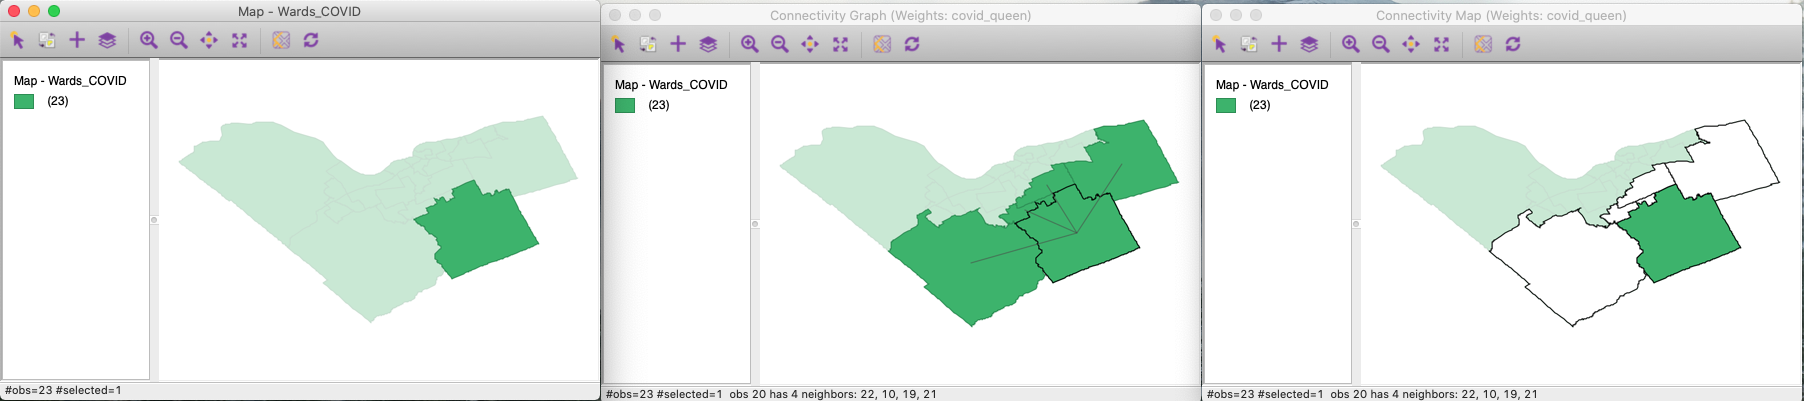 Map - Wards_COVID
Map - Wards_COVID
(23)
#obs=23 #selected=1
Connectivity Graph (Weights: covid_queen)
Map - Wards_COVID
(23)
#obs=23 #selected=1  obs 20 has 4 neighbors: 22, 10, 19, 21
Connectivity Map (Weights: covid_queen)
Map - Wards_COVID
(23)
#obs=23 #selected=1  obs 20 has 4 neighbors: 22, 10, 19, 21